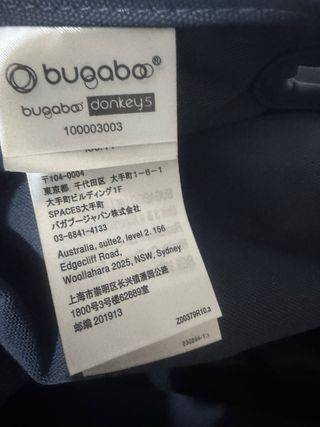 bugaboo®
bugaboo donkey5
100003003
〒104-0004
東京都 千代田区 大手町1-6-1
大手町ビルディング1F
SPACES大手町
バガブージャパン株式会社
03-6841-4133
Australia, suite2, level 2. 156
Edgecliff Road,
Woollahara 2025, NSW, Sydney
上海市崇明区长兴镇潘园公路
1800号3号楼62889室
邮编 201913
Z00379R10.3